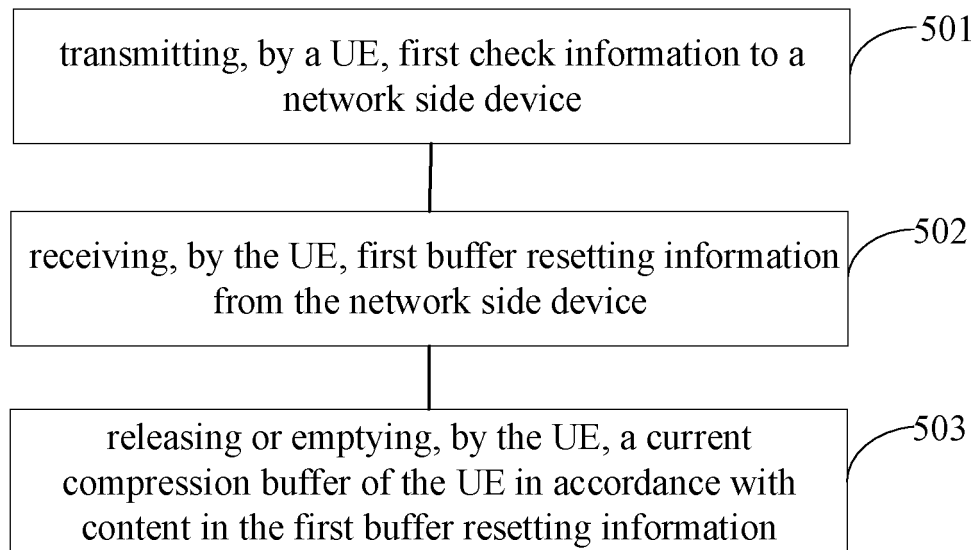 transmitting, by a UE, first check information to a
network side device
501
receiving, by the UE, first buffer resetting information
from the network side device
502
releasing or emptying, by the UE, a current
compression buffer of the UE in accordance with
content in the first buffer resetting information
503